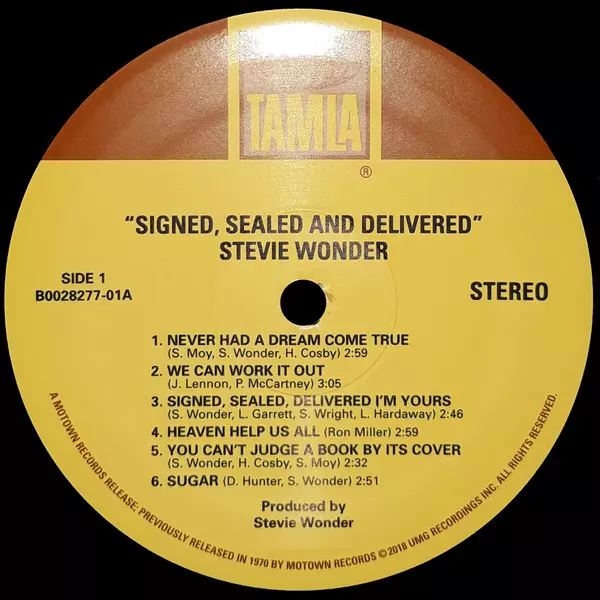 TAMLA
®
"SIGNED, SEALED AND DELIVERED"
STEVIE WONDER
SIDE 1
B0028277-01A
STEREO
1. NEVER HAD A DREAM COME TRUE
(S. Moy, S. Wonder, H. Cosby) 2:59
2. WE CAN WORK IT OUT
(J. Lennon, P. McCartney) 3:05
3. SIGNED, SEALED, DELIVERED I'M YOURS
(S. Wonder, L. Garrett, S. Wright, L. Hardaway) 2:46
4. HEAVEN HELP US ALL (Ron Miller) 2:59
5. YOU CAN'T JUDGE A BOOK BY ITS COVER
(S. Wonder, H. Cosby, S. Moy) 2:32
6. SUGAR (D. Hunter, S. Wonder) 2:51
Produced by
Stevie Wonder
A MOTOWN RECORDS RELEASE; PREVIOUSLY RELEASED IN 1970 BY MOTOWN RECORDS ©2018 UMG RECORDINGS INC. ALL RIGHTS RESERVED.